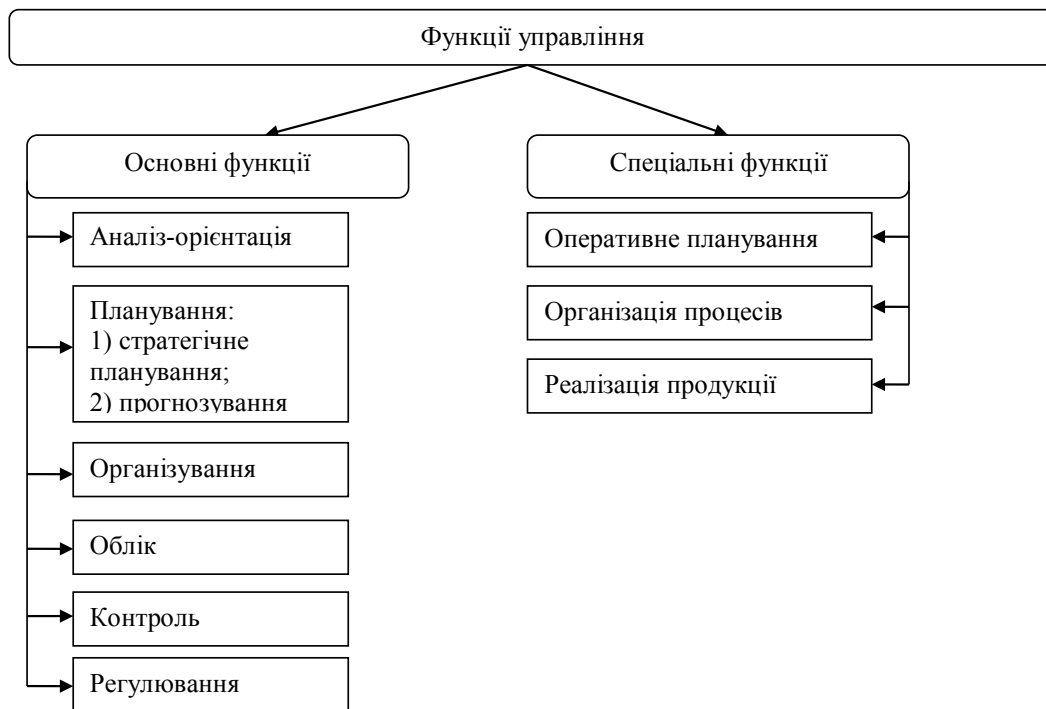 Функції управління
Основні функції
Аналіз-орієнтація
Планування:
1) стратегічне
планування;
2) прогнозування
Організування
Облік
Контроль
Регулювання
Спеціальні функції
Оперативне планування
Організація процесів
Реалізація продукції